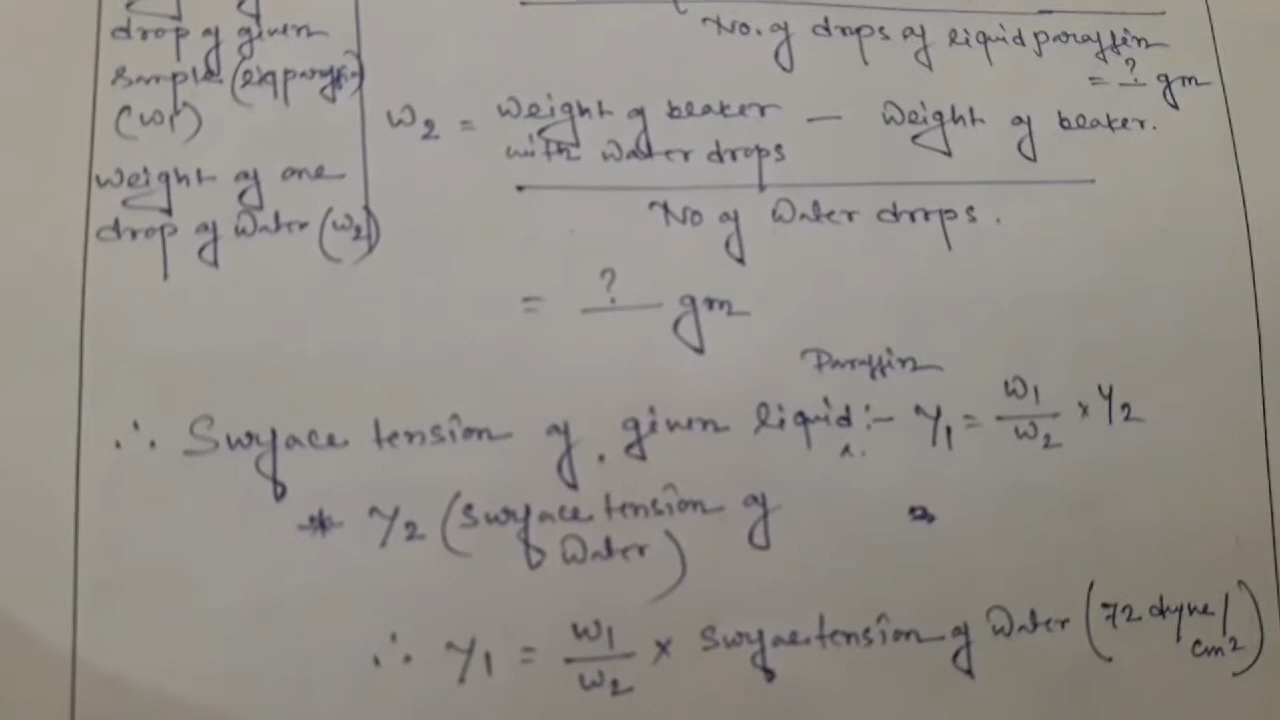 drop of given
sample (liq paraffin)
(w1)
weight of one
drop of Water (w2)
No. of drops of liquid paraffin
= ? gm
W2 = weight of beaker with water drops — Weight of beaker.
No of Water drops.
= ? gm
∴ Surface tension of given liquid Paraffin :- γ1 = W1/W2 × γ2
* γ2 (surface tension of
Water)
∴ γ1 = W1/W2 × surface tension of Water (72 dyne/cm²)